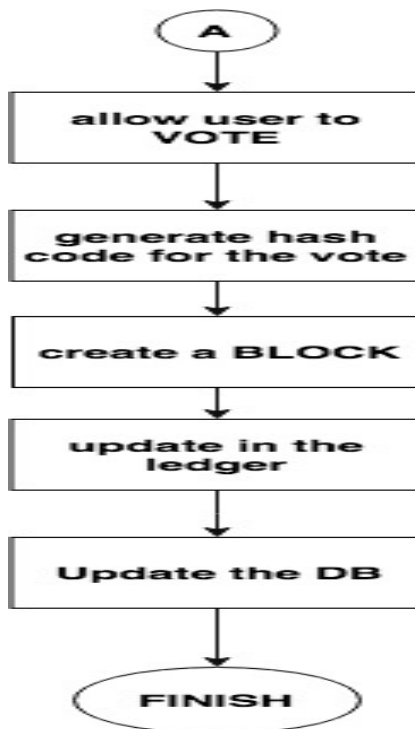 A
allow user to
VOTE
generate hash
code for the vote
create a BLOCK
update in the
ledger
Update the DB
FINISH